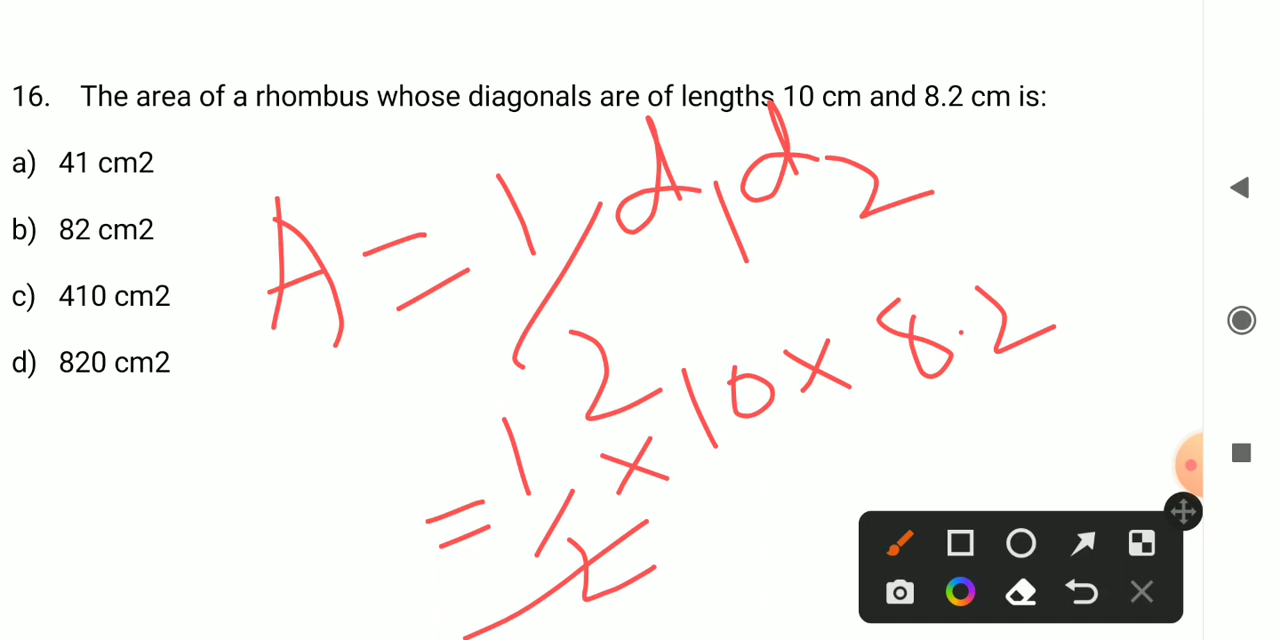 16. The area of a rhombus whose diagonals are of lengths 10 cm and 8.2 cm is:
a) 41 cm2
b) 82 cm2
c) 410 cm2
d) 820 cm2
A = 1/2 d1d2
= 1/2 × 10 × 8.2